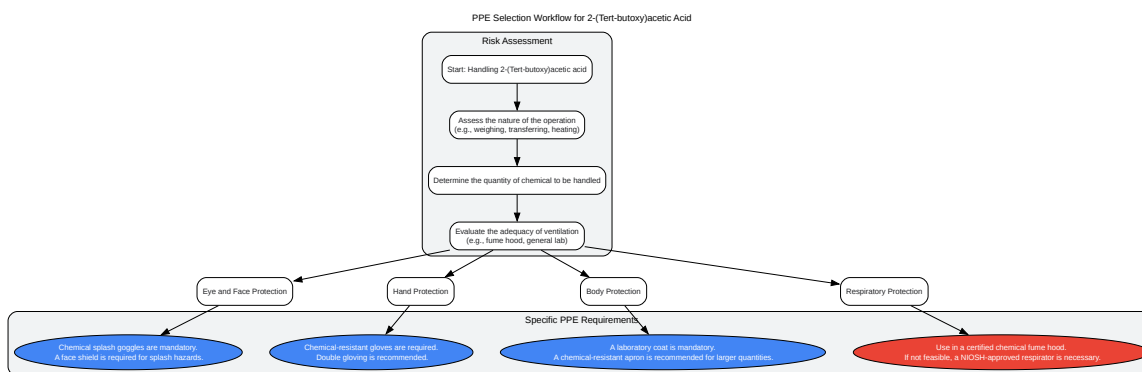 PPE Selection Workflow for 2-(Tert-butoxy)acetic Acid
Risk Assessment
Start: Handling 2-(Tert-butoxy)acetic acid
Assess the nature of the operation
(e.g., weighing, transferring, heating)
Determine the quantity of chemical to be handled
Evaluate the adequacy of ventilation
(e.g., fume hood, general lab)
Eye and Face Protection
Hand Protection
Body Protection
Respiratory Protection
Specific PPE Requirements
Chemical splash goggles are mandatory.
A face shield is required for splash hazards.
Chemical-resistant gloves are required.
Double gloving is recommended.
A laboratory coat is mandatory.
A chemical-resistant apron is recommended for larger quantities.
Use in a certified chemical fume hood.
If not feasible, a NIOSH-approved respirator is necessary.